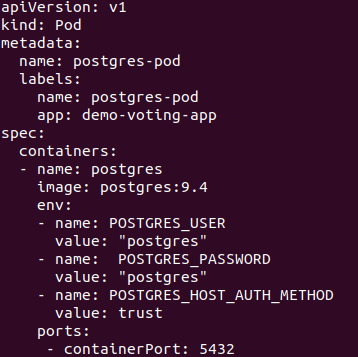 apiVersion: v1
kind: Pod
metadata:
  name: postgres-pod
  labels:
    name: postgres-pod
    app: demo-voting-app
spec:
  containers:
  - name: postgres
    image: postgres:9.4
    env:
    - name: POSTGRES_USER
      value: "postgres"
    - name:  POSTGRES_PASSWORD
      value: "postgres"
    - name: POSTGRES_HOST_AUTH_METHOD
      value: trust
    ports:
     - containerPort: 5432